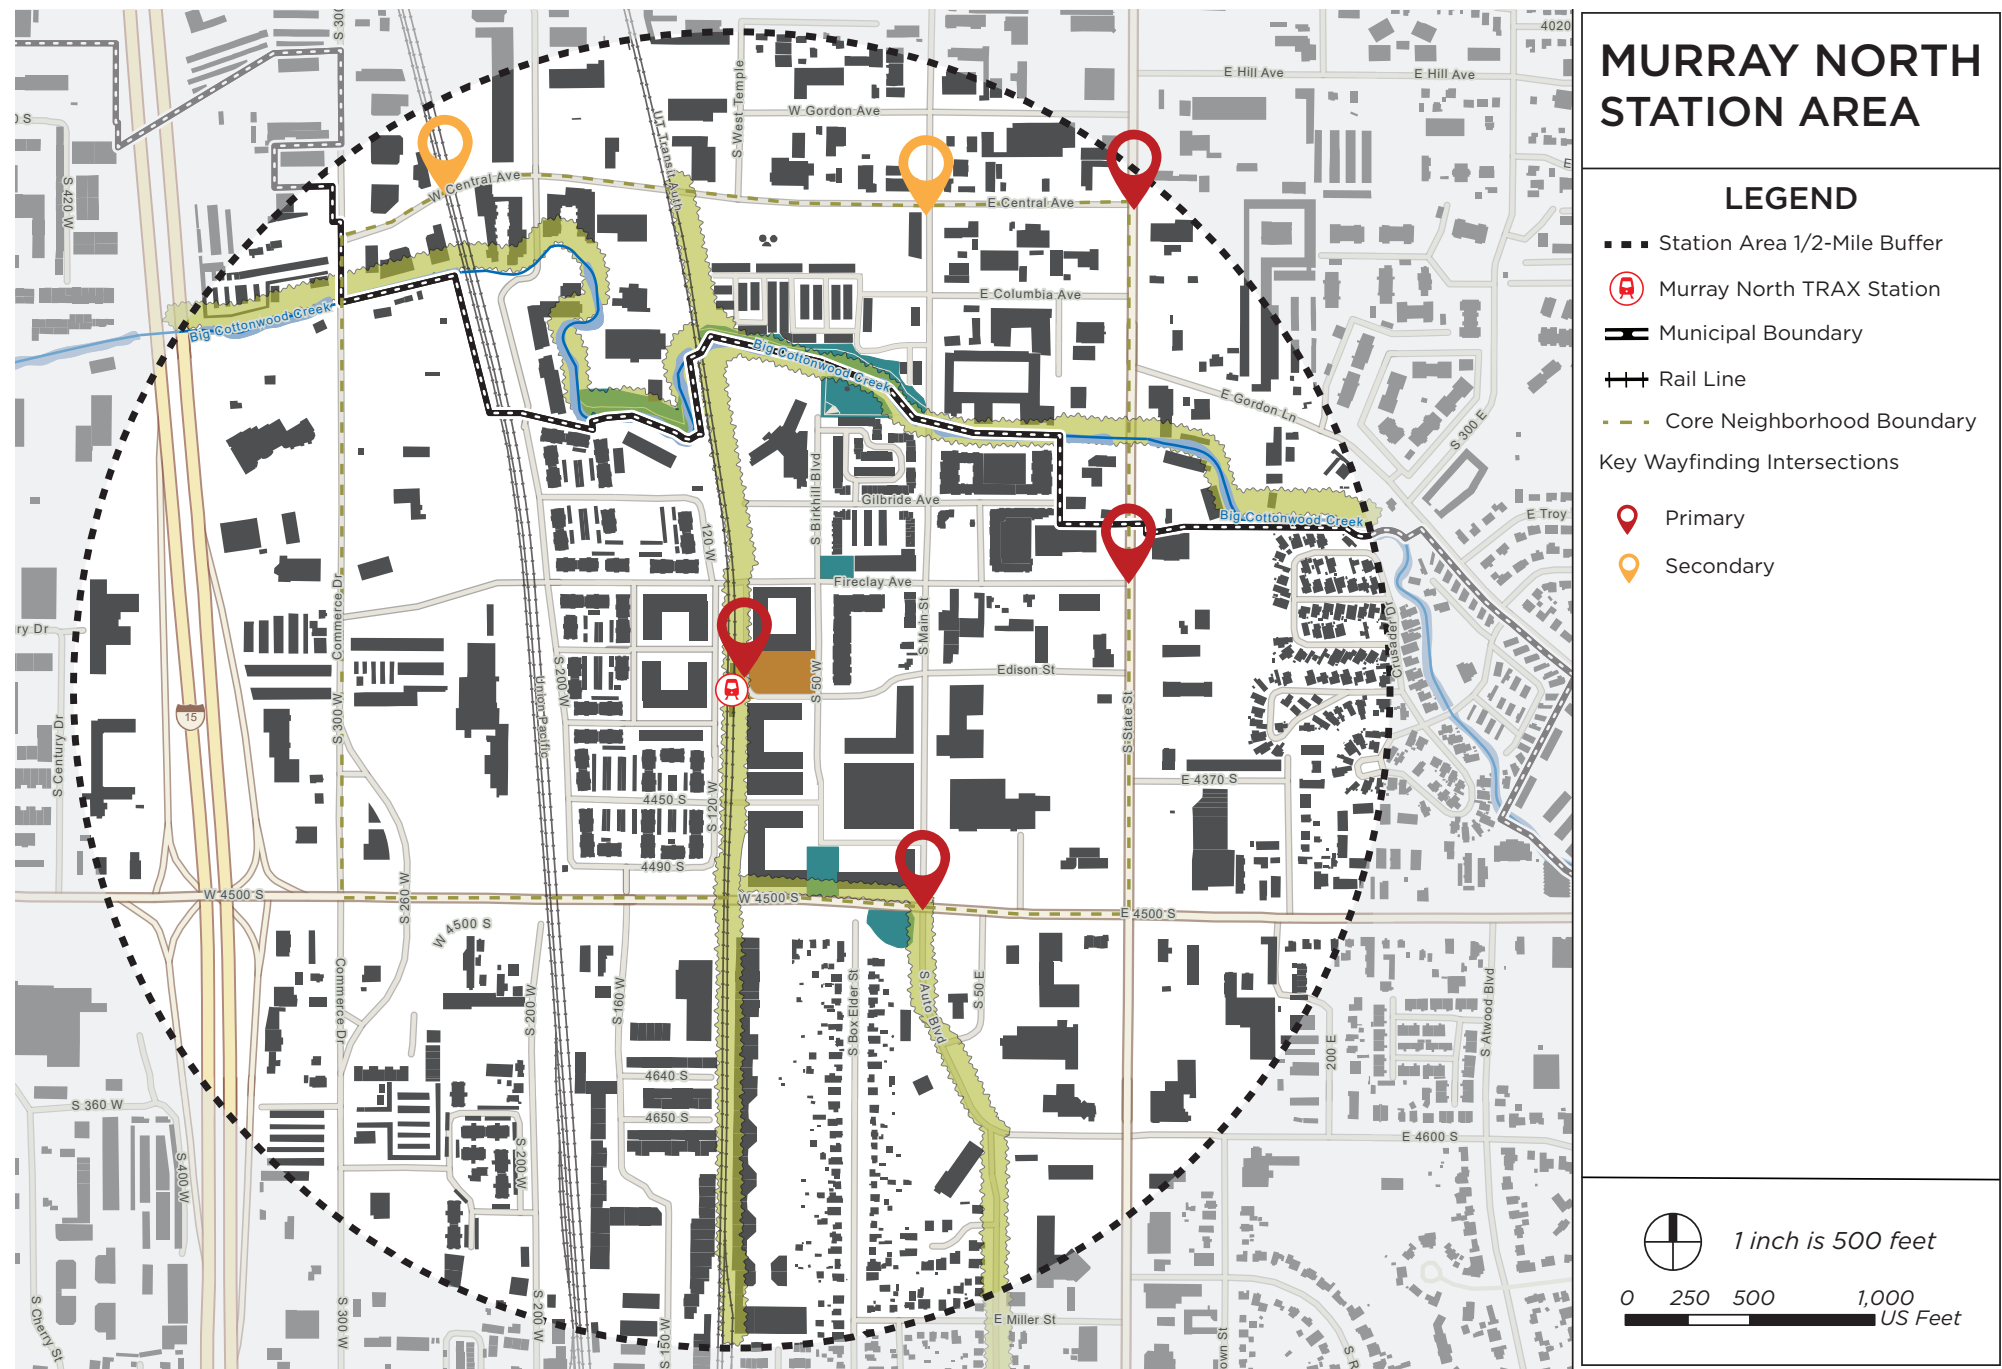 MURRAY NORTH
STATION AREA
LEGEND
Station Area 1/2-Mile Buffer
Murray North TRAX Station
Municipal Boundary
Rail Line
Core Neighborhood Boundary
Key Wayfinding Intersections
Primary
Secondary
1 inch is 500 feet
0 250 500 1,000
US Feet
4020
E Hill Ave
E Hill Ave
W Gordon Ave
S West Temple
UT Transit Auth
S 420 W
W Central Ave
E Central Ave
E Columbia Ave
Big Cottonwood Creek
Big Cottonwood Creek
E Gordon Ln
S 300 E
Gilbride Ave
S Birkhill Blvd
Big Cottonwood Creek
E Troy
120 W
Fireclay Ave
Commerce Dr
S Main St
Crusader Dr
ry Dr
Edison St
S 200 W
S 50 W
Union Pacific
S 300 W
S State St
15
S Century Dr
E 4370 S
4450 S
S 120 W
4490 S
W 4500 S
W 4500 S
E 4500 S
S 260 W
W 4500 S
Commerce Dr
S 200 W
S 160 W
S Box Elder St
S Auto Blvd
S 50 E
200 E
S Atwood Blvd
4640 S
4650 S
S 360 W
E 4600 S
S 400 W
S 200 W
S Cherry St
S 300 W
S 200 W
S 150 W
E Miller St
own St
S R